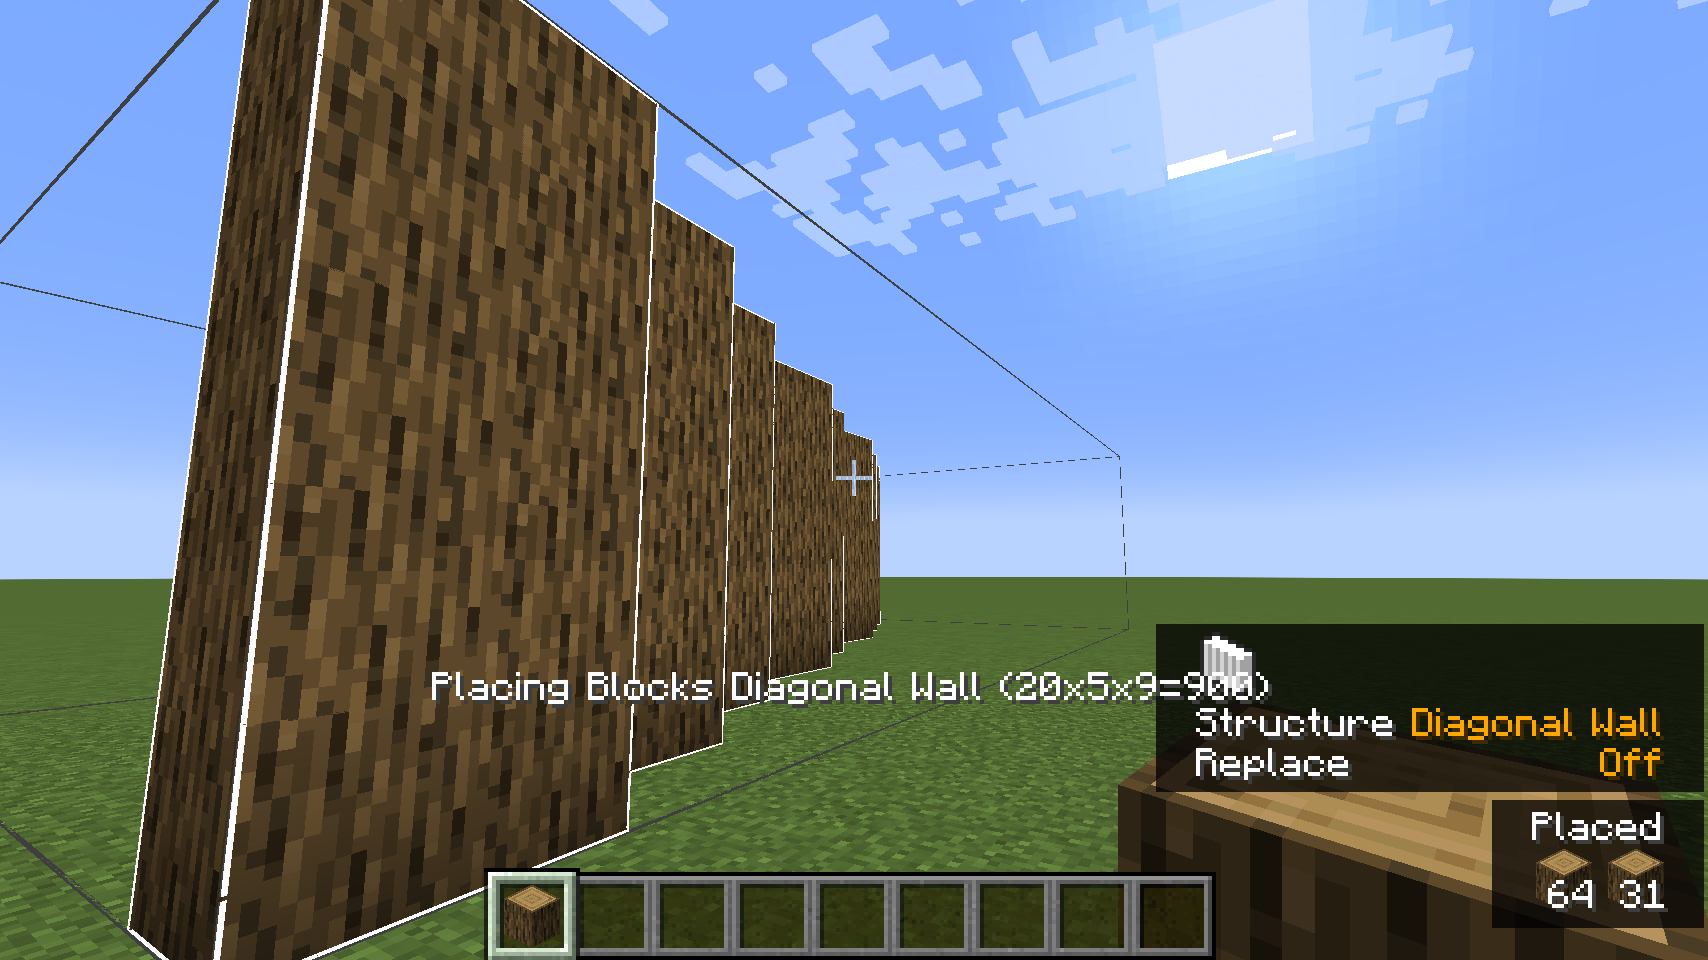 Placing Blocks Diagonal Wall (20x5x9=900)
Structure Diagonal Wall
Replace Off
Placed
64 31